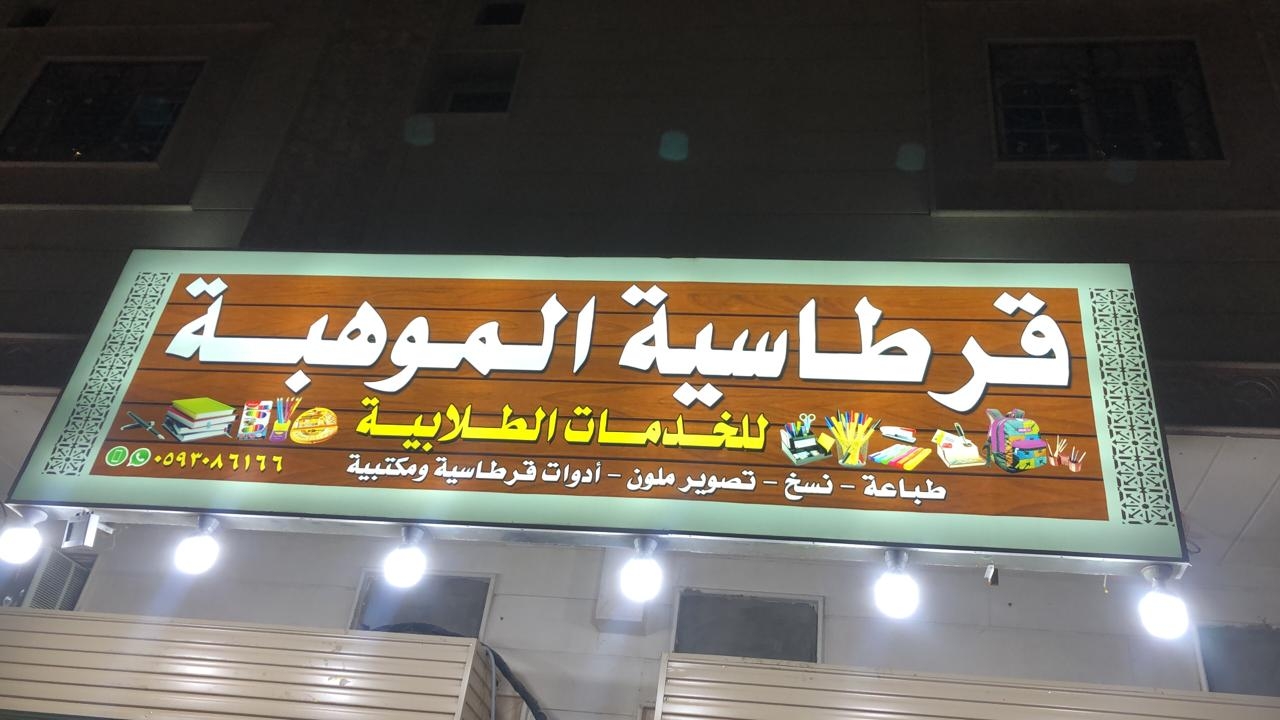 قرطاسية الموهبة
للخدمات الطلابية
طباعة - نسخ - تصوير ملون - أدوات قرطاسية ومكتبية
٠٥٩٣٠٨٦١٦٦